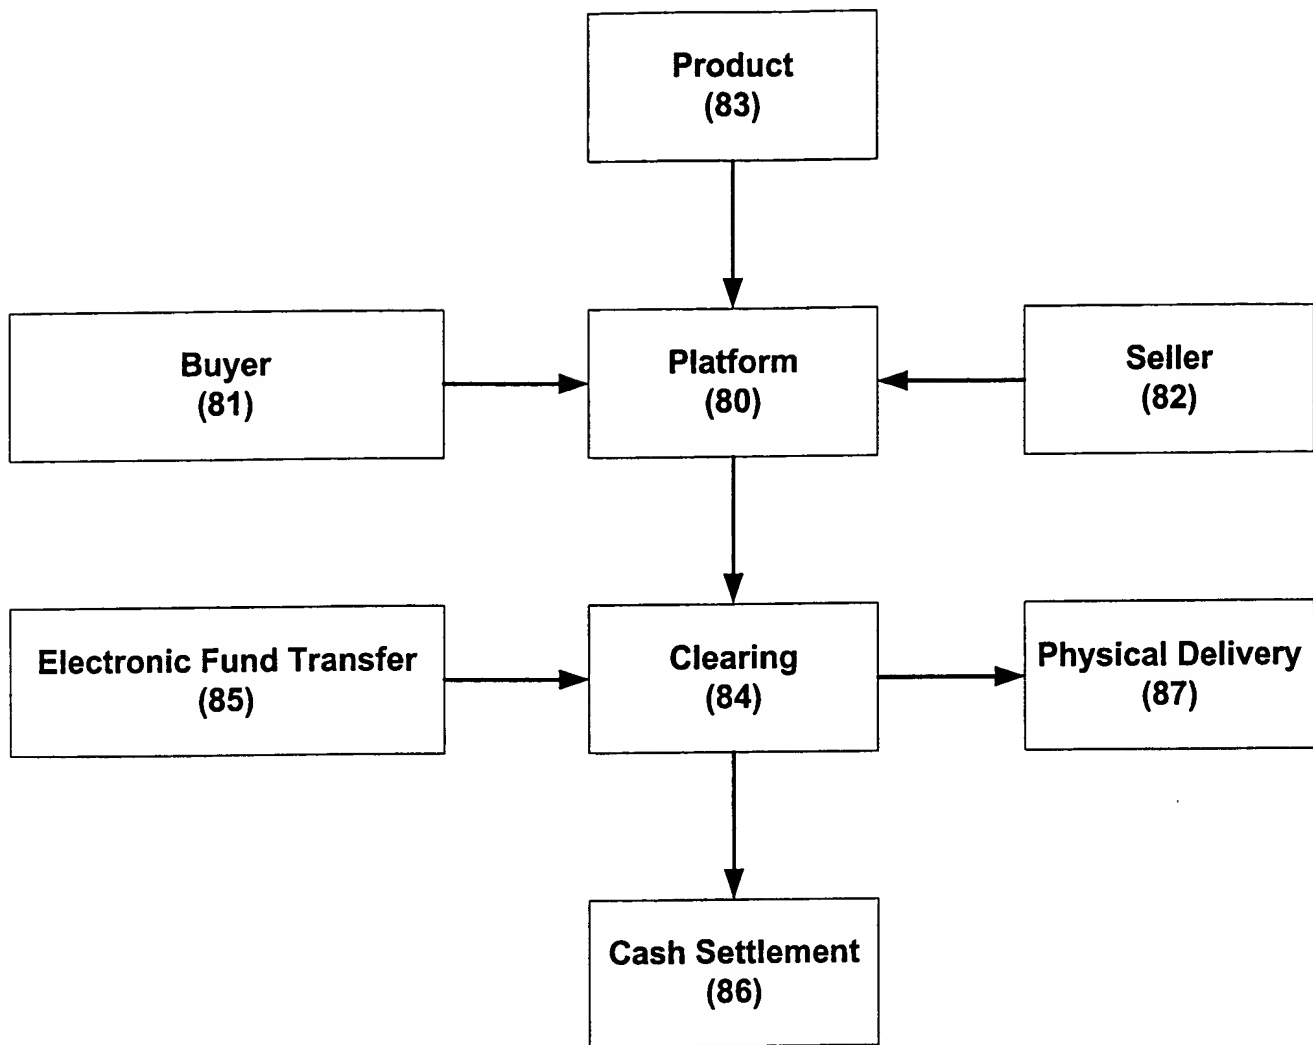 Product
(83)
Buyer
(81)
Platform
(80)
Seller
(82)
Electronic Fund Transfer
(85)
Clearing
(84)
Physical Delivery
(87)
Cash Settlement
(86)